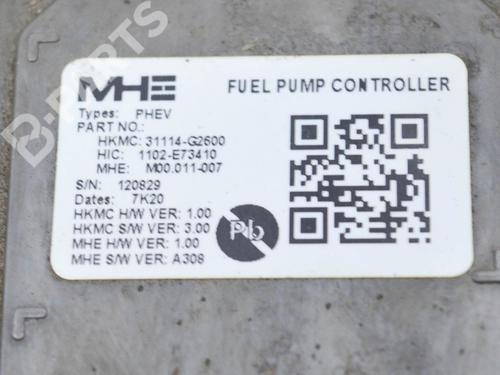 B-PARTS
MHE
FUEL PUMP CONTROLLER
Types: PHEV
PART NO.:
HKMC: 31114-G2600
HIC: 1102-E73410
MHE: M00.011-007
S/N: 120829
Dates: 7K20
HKMC H/W VER: 1.00
HKMC S/W VER: 3.00
MHE H/W VER: 1.00
MHE S/W VER: A308
Pb